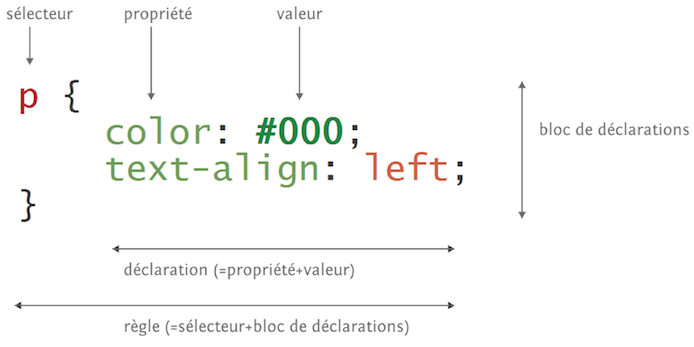 sélecteur propriété valeur
p {
color: #000;
text-align: left;
}
bloc de déclarations
déclaration (=propriété+valeur)
règle (=sélecteur+bloc de déclarations)